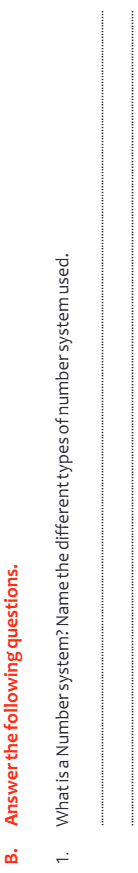 B. Answer the following questions.
1. What is a Number system? Name the different types of number system used.